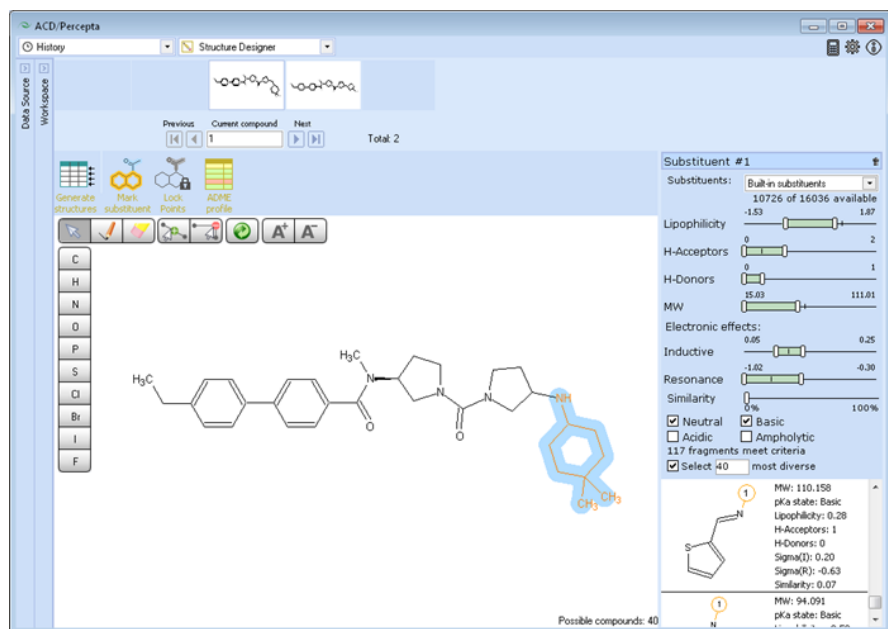 ACD/Percepta
History
Structure Designer
Data Source
Workspace
Previous Current compound Next
1
Total: 2
Generate structures
Mark substituent
Lock Points
ADME profile
A+ A-
C
H
N
O
P
S
Cl
Br
I
F
H3C
H3C
N
O
N
O
N
NH
CH3
CH3
Possible compounds: 40
Substituent #1
Substituents: Built-in substituents
10726 of 16036 available
-1.53 1.87
Lipophilicity
0 2
H-Acceptors
0 1
H-Donors
15.03 111.01
MW
Electronic effects:
0.05 0.25
Inductive
-1.02 -0.30
Resonance
Similarity
0% 100%
Neutral Basic
Acidic Ampholytic
117 fragments meet criteria
Select 40 most diverse
1
N
S
MW: 110.158
pKa state: Basic
Lipophilicity: 0.28
H-Acceptors: 1
H-Donors: 0
Sigma(I): 0.20
Sigma(R): -0.63
Similarity: 0.07
1
N
MW: 94.091
pKa state: Basic